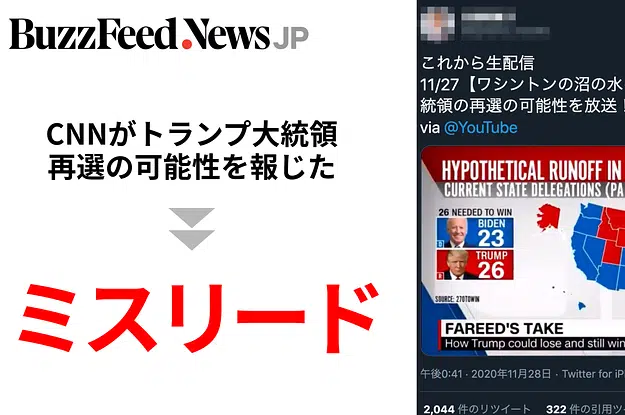 BuzzFeed.News JP
CNNがトランプ大統領
再選の可能性を報じた
ミスリード
これから生配信
11/27【ワシントンの沼の水
統領の再選の可能性を放送！
via @YouTube
HYPOTHETICAL RUNOFF IN
CURRENT STATE DELEGATIONS (PA
26 NEEDED TO WIN
BIDEN
23
D
TRUMP
26
R
SOURCE: 270TOWIN
FAREED'S TAKE
How Trump could lose and still win
午後0:41 · 2020年11月28日 · Twitter for iP
2,044 件のリツイート 322 件の引用ツ